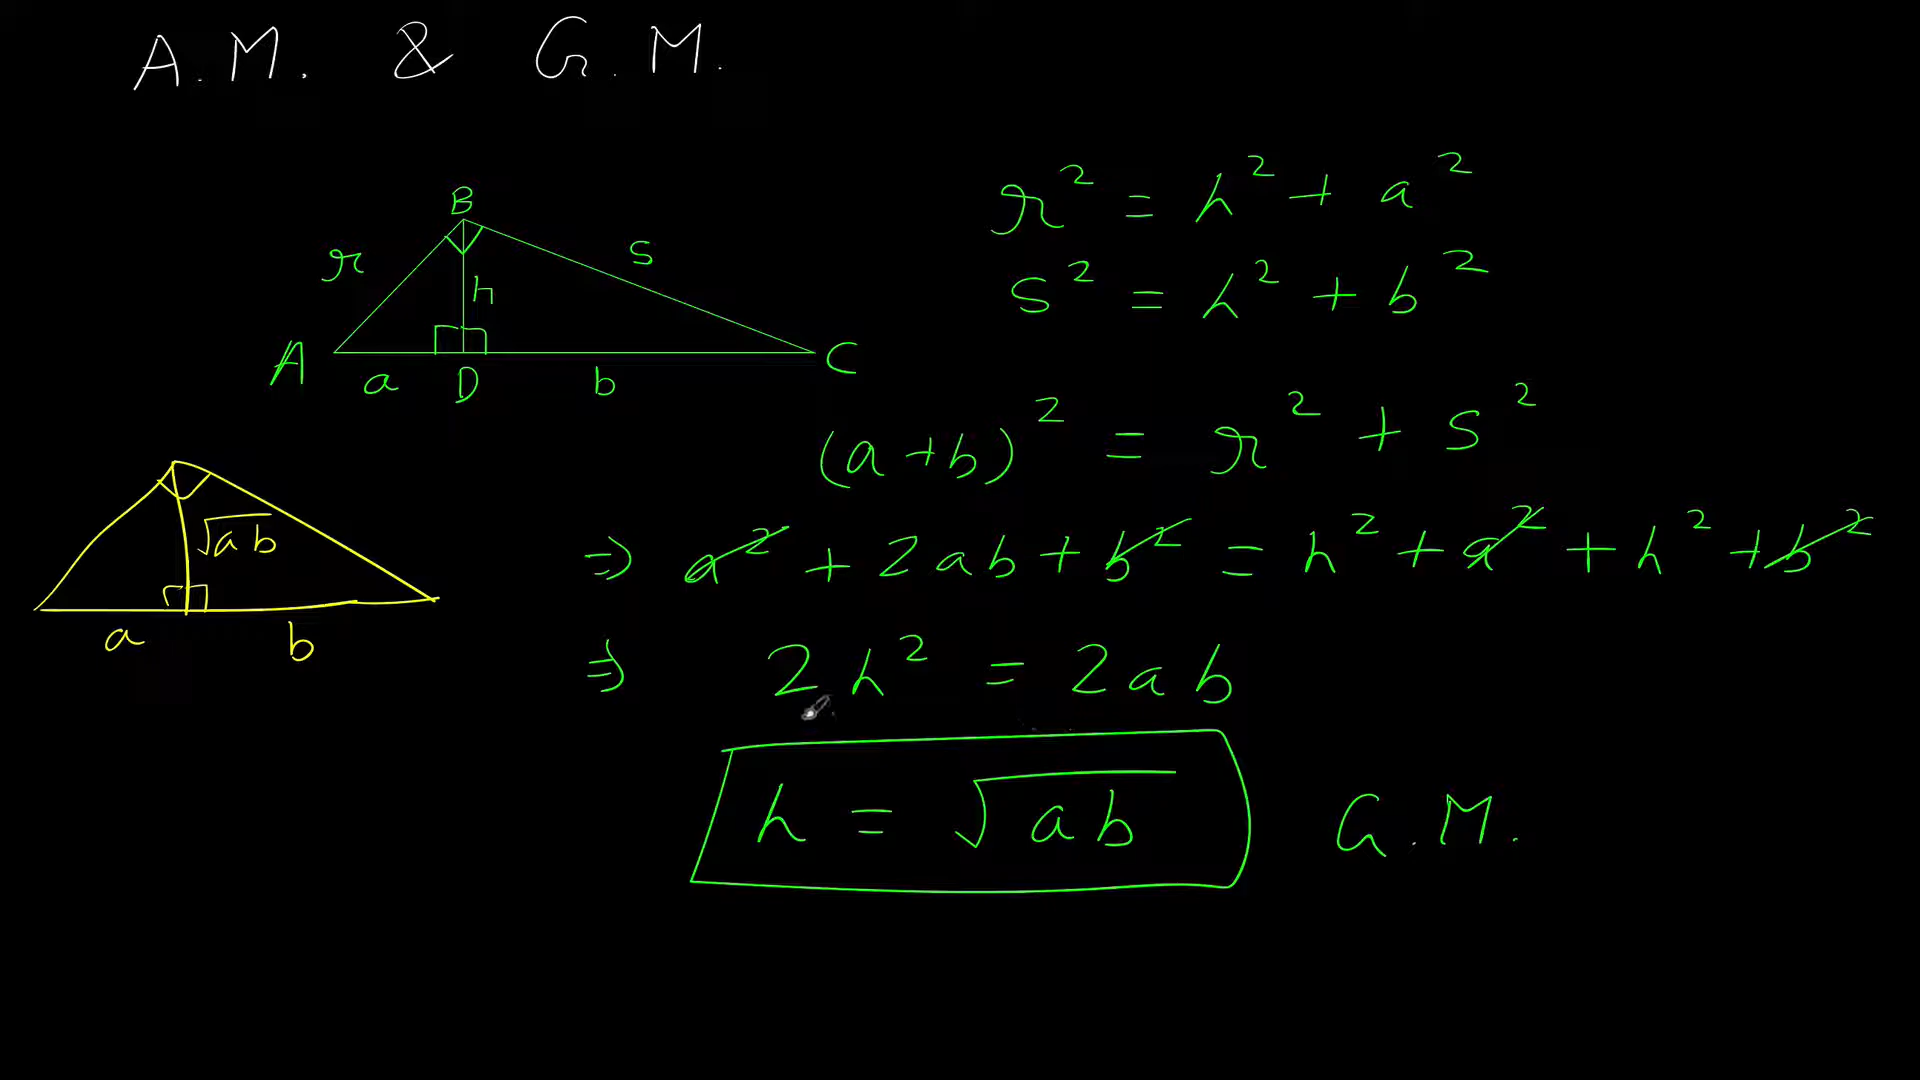 A.M. & G.M.
B
r
s
h
A
a
D
b
C
r² = h² + a²
s² = h² + b²
(a+b)² = r² + s²
⇒ a² + 2ab + b² = h² + a² + h² + b²
⇒ 2h² = 2ab
h = √ab
G.M.
√ab
a
b